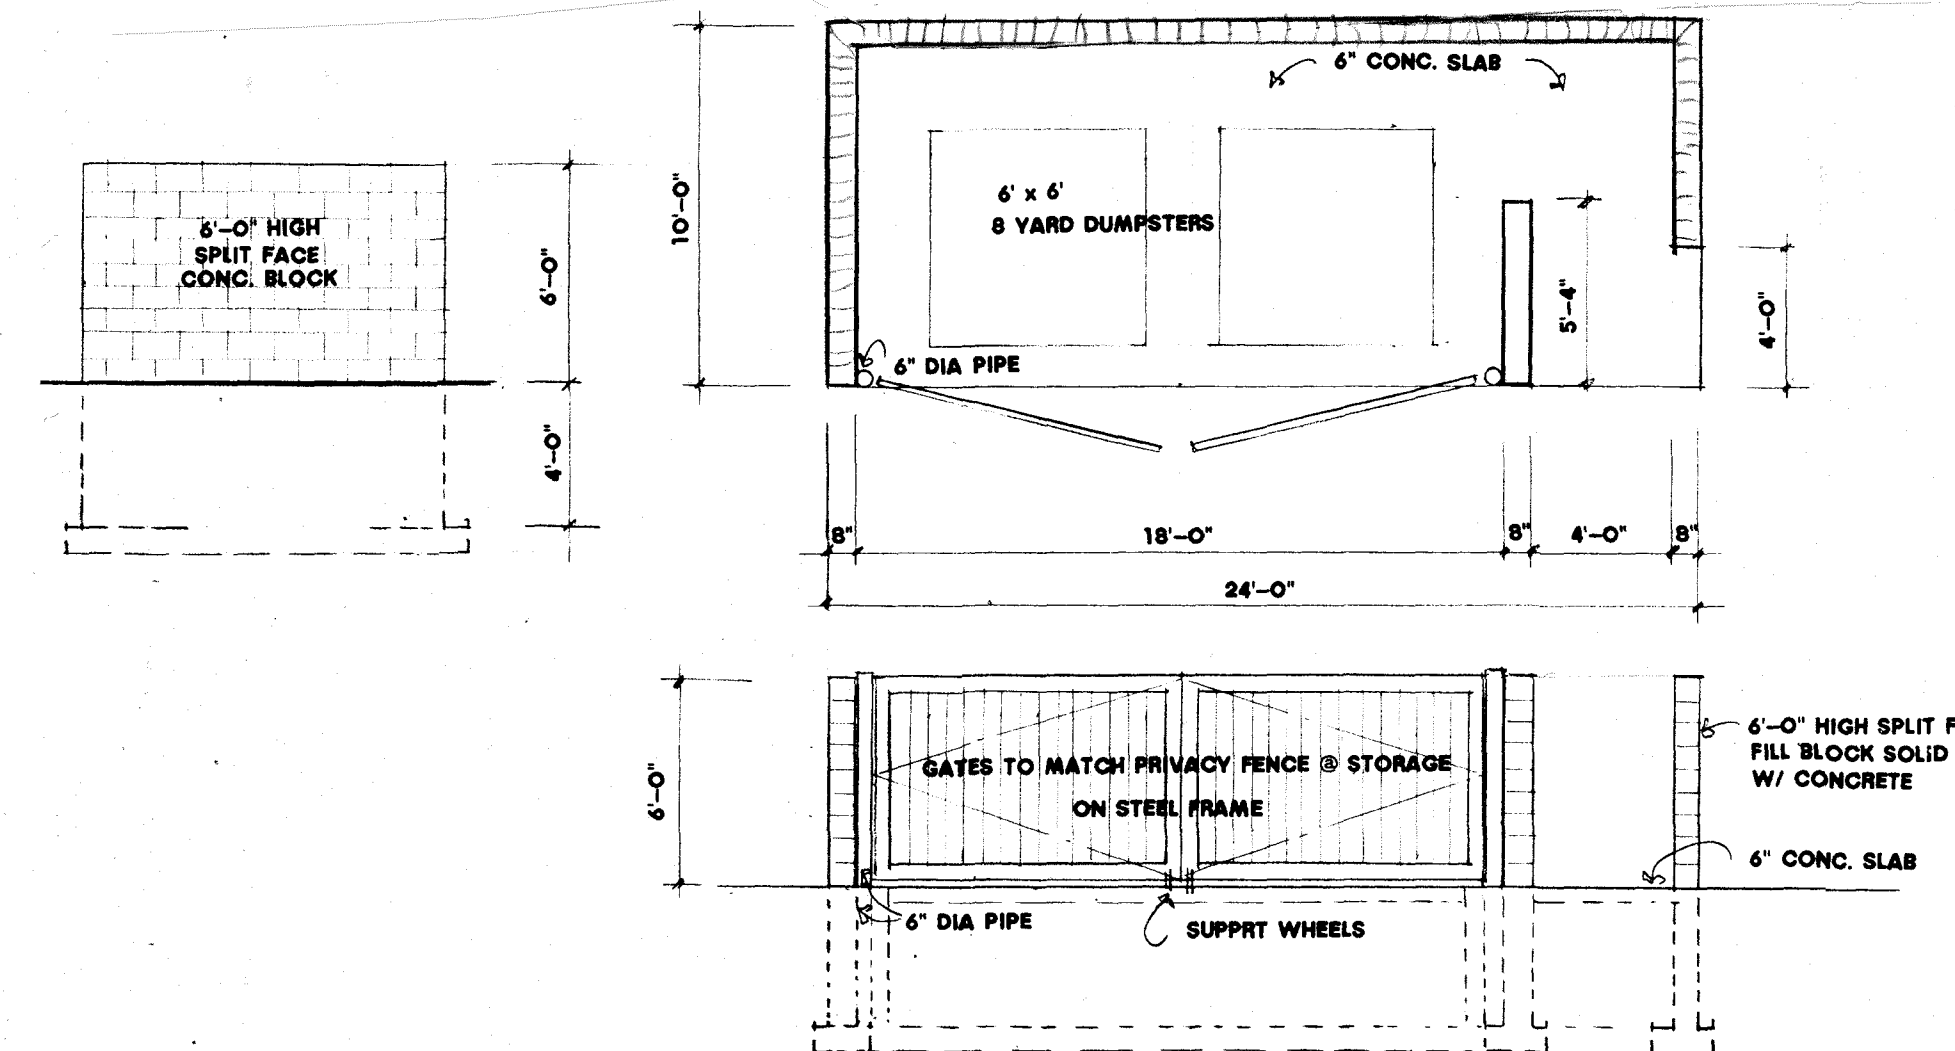 6" CONC. SLAB
10'-0"
6' x 6'
8 YARD DUMPSTERS
6'-0" HIGH
SPLIT FACE
CONC. BLOCK
6'-0"
5'-4"
4'-0"
6" DIA PIPE
4'-0"
8"
18'-0"
8"
4'-0"
8"
24'-0"
6'-0"
GATES TO MATCH PRIVACY FENCE @ STORAGE
ON STEEL FRAME
6'-0" HIGH SPLIT F
FILL BLOCK SOLID
W/ CONCRETE
6" CONC. SLAB
6" DIA PIPE
SUPPRT WHEELS